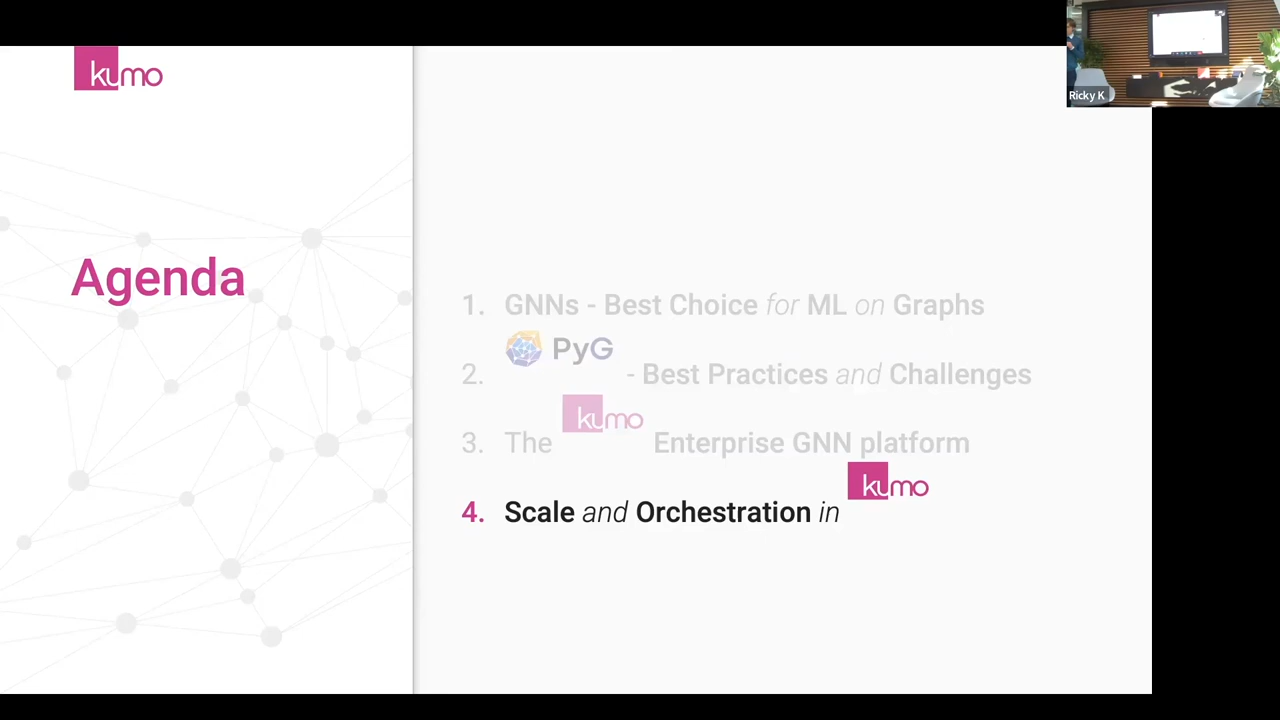 kumo
Ricky K
Agenda
1. GNNs - Best Choice for ML on Graphs
PyG
2. - Best Practices and Challenges
kumo
3. The Enterprise GNN platform
kumo
4. Scale and Orchestration in